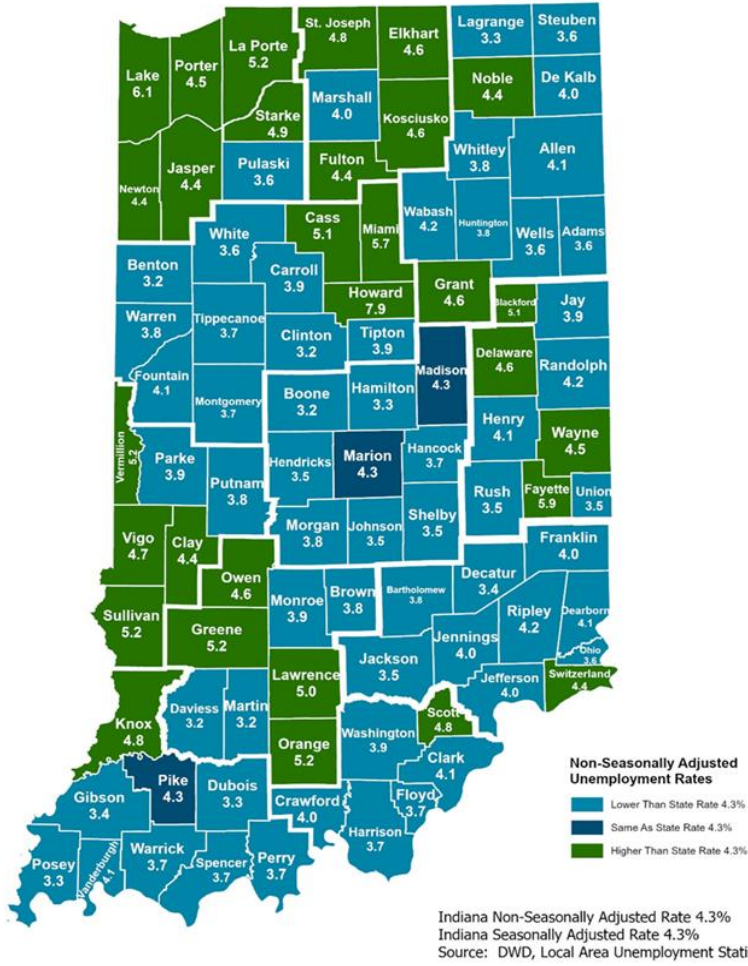 St. Joseph
4.8
Elkhart
4.6
Lagrange
3.3
Steuben
3.6
Lake
6.1
Porter
4.5
La Porte
5.2
Noble
4.4
De Kalb
4.0
Marshall
4.0
Starke
4.9
Kosciusko
4.6
Whitley
3.8
Allen
4.1
Newton
4.4
Jasper
4.4
Pulaski
3.6
Fulton
4.4
Wabash
4.2
Huntington
3.8
Wells
3.6
Adams
3.6
White
3.6
Cass
5.1
Miami
5.7
Benton
3.2
Carroll
3.9
Grant
4.6
Howard
7.9
Blackford
5.1
Jay
3.9
Warren
3.8
Tippecanoe
3.7
Clinton
3.2
Tipton
3.9
Madison
4.3
Delaware
4.6
Randolph
4.2
Fountain
4.1
Montgomery
3.7
Boone
3.2
Hamilton
3.3
Henry
4.1
Wayne
4.5
Vermillion
5.2
Parke
3.9
Putnam
3.8
Hendricks
3.5
Marion
4.3
Hancock
3.7
Rush
3.5
Fayette
5.9
Union
3.5
Vigo
4.7
Clay
4.4
Morgan
3.8
Johnson
3.5
Shelby
3.5
Franklin
4.0
Owen
4.6
Monroe
3.9
Brown
3.8
Bartholomew
3.8
Decatur
3.4
Sullivan
5.2
Greene
5.2
Ripley
4.2
Dearborn
4.1
Jennings
4.0
Ohio
3.6
Jackson
3.5
Lawrence
5.0
Jefferson
4.0
Switzerland
4.4
Knox
4.8
Daviess
3.2
Martin
3.2
Orange
5.2
Washington
3.9
Scott
4.8
Clark
4.1
Gibson
3.4
Pike
4.3
Dubois
3.3
Crawford
4.0
Floyd
3.7
Harrison
3.7
Posey
3.3
Vanderburgh
4.1
Warrick
3.7
Spencer
3.7
Perry
3.7
Non-Seasonally Adjusted
Unemployment Rates
Lower Than State Rate 4.3%
Same As State Rate 4.3%
Higher Than State Rate 4.3%
Indiana Non-Seasonally Adjusted Rate 4.3%
Indiana Seasonally Adjusted Rate 4.3%
Source: DWD, Local Area Unemployment Stati